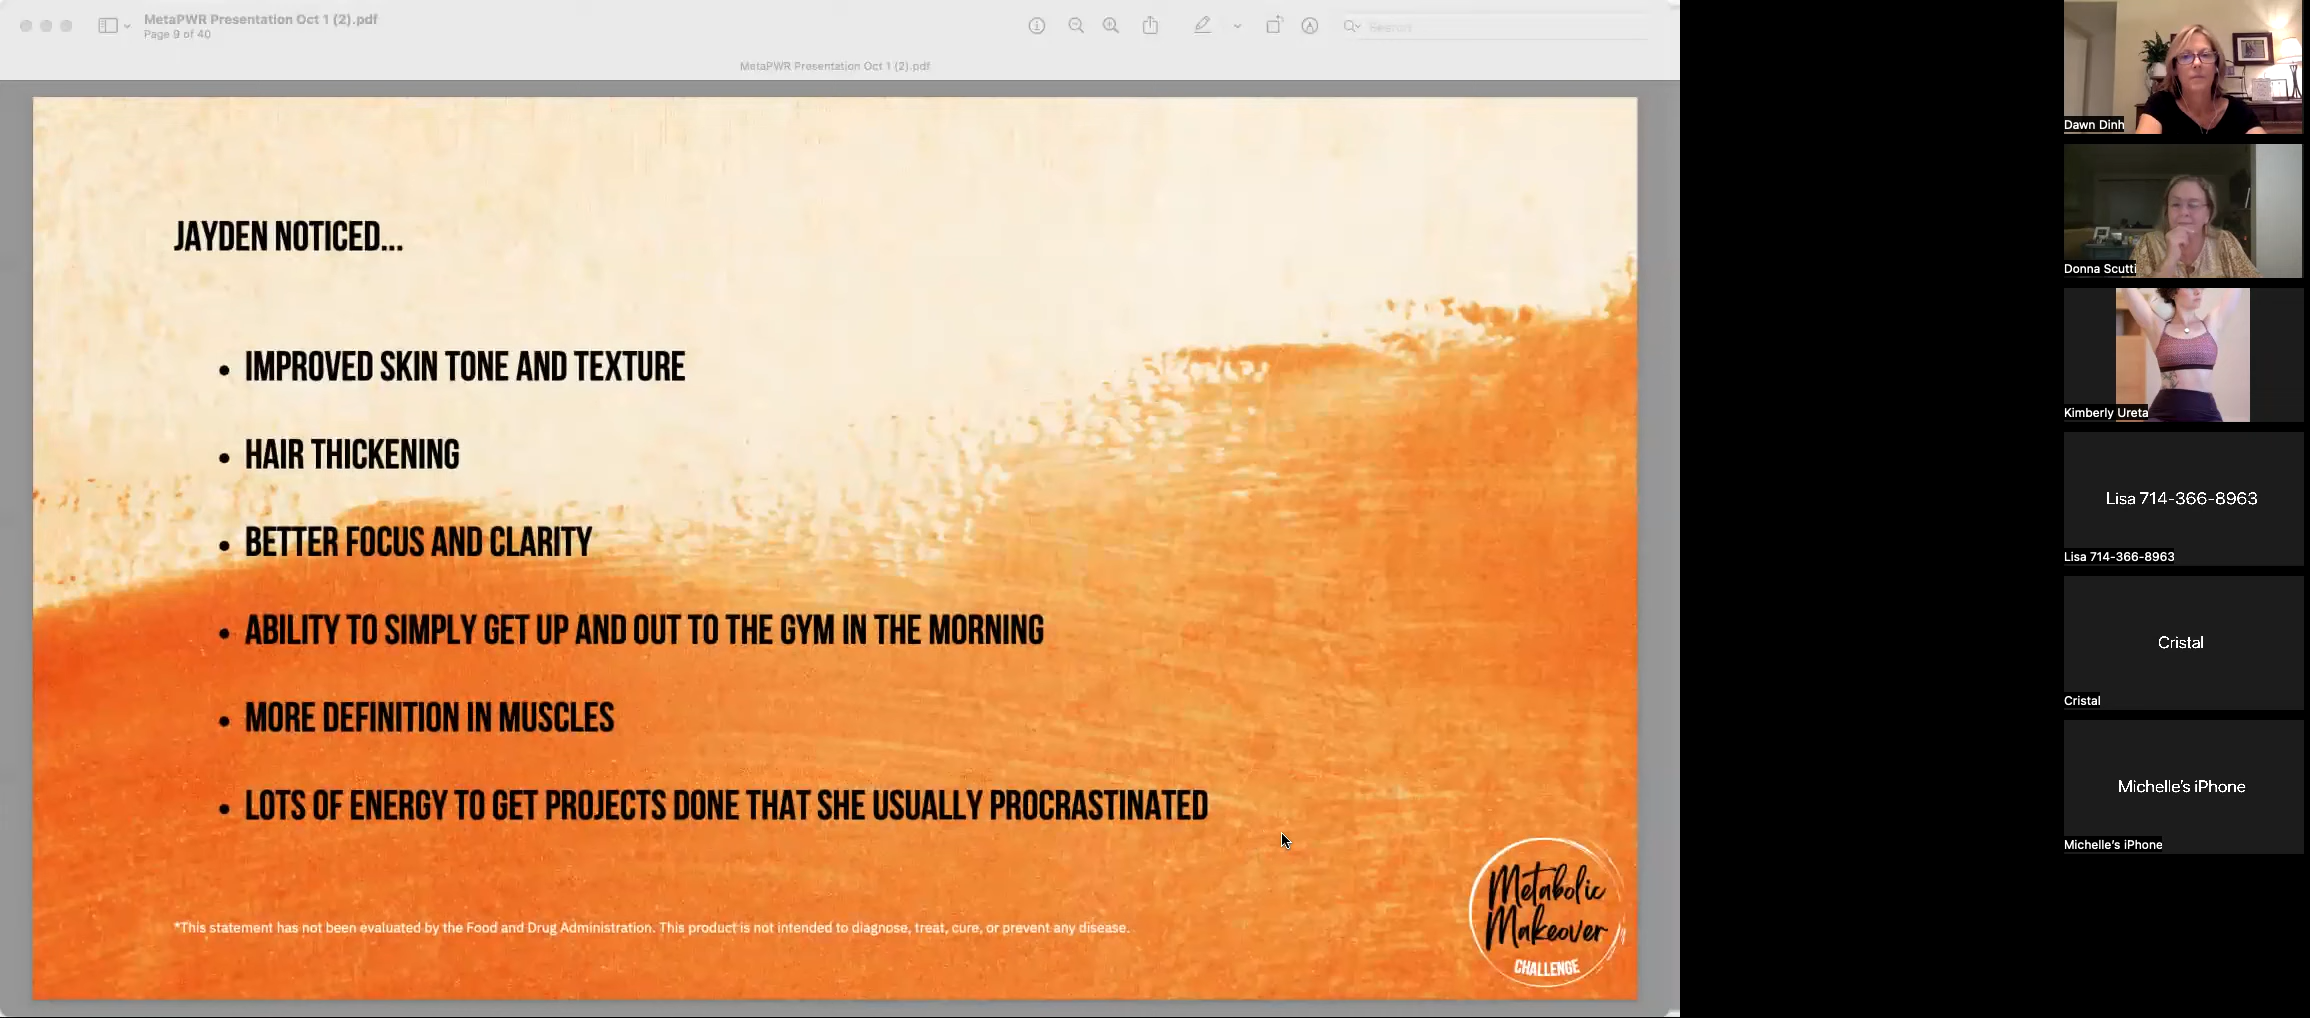 MetaPWR Presentation Oct 1 (2).pdf
Page 9 of 40
Search
MetaPWR Presentation Oct 1 (2).pdf
JAYDEN NOTICED...
• IMPROVED SKIN TONE AND TEXTURE
• HAIR THICKENING
• BETTER FOCUS AND CLARITY
• ABILITY TO SIMPLY GET UP AND OUT TO THE GYM IN THE MORNING
• MORE DEFINITION IN MUSCLES
• LOTS OF ENERGY TO GET PROJECTS DONE THAT SHE USUALLY PROCRASTINATED
*This statement has not been evaluated by the Food and Drug Administration. This product is not intended to diagnose, treat, cure, or prevent any disease.
Metabolic
Makeover
CHALLENGE
Dawn Dinh
Donna Scutti
Kimberly Ureta
Lisa 714-366-8963
Lisa 714-366-8963
Cristal
Cristal
Michelle's iPhone
Michelle's iPhone